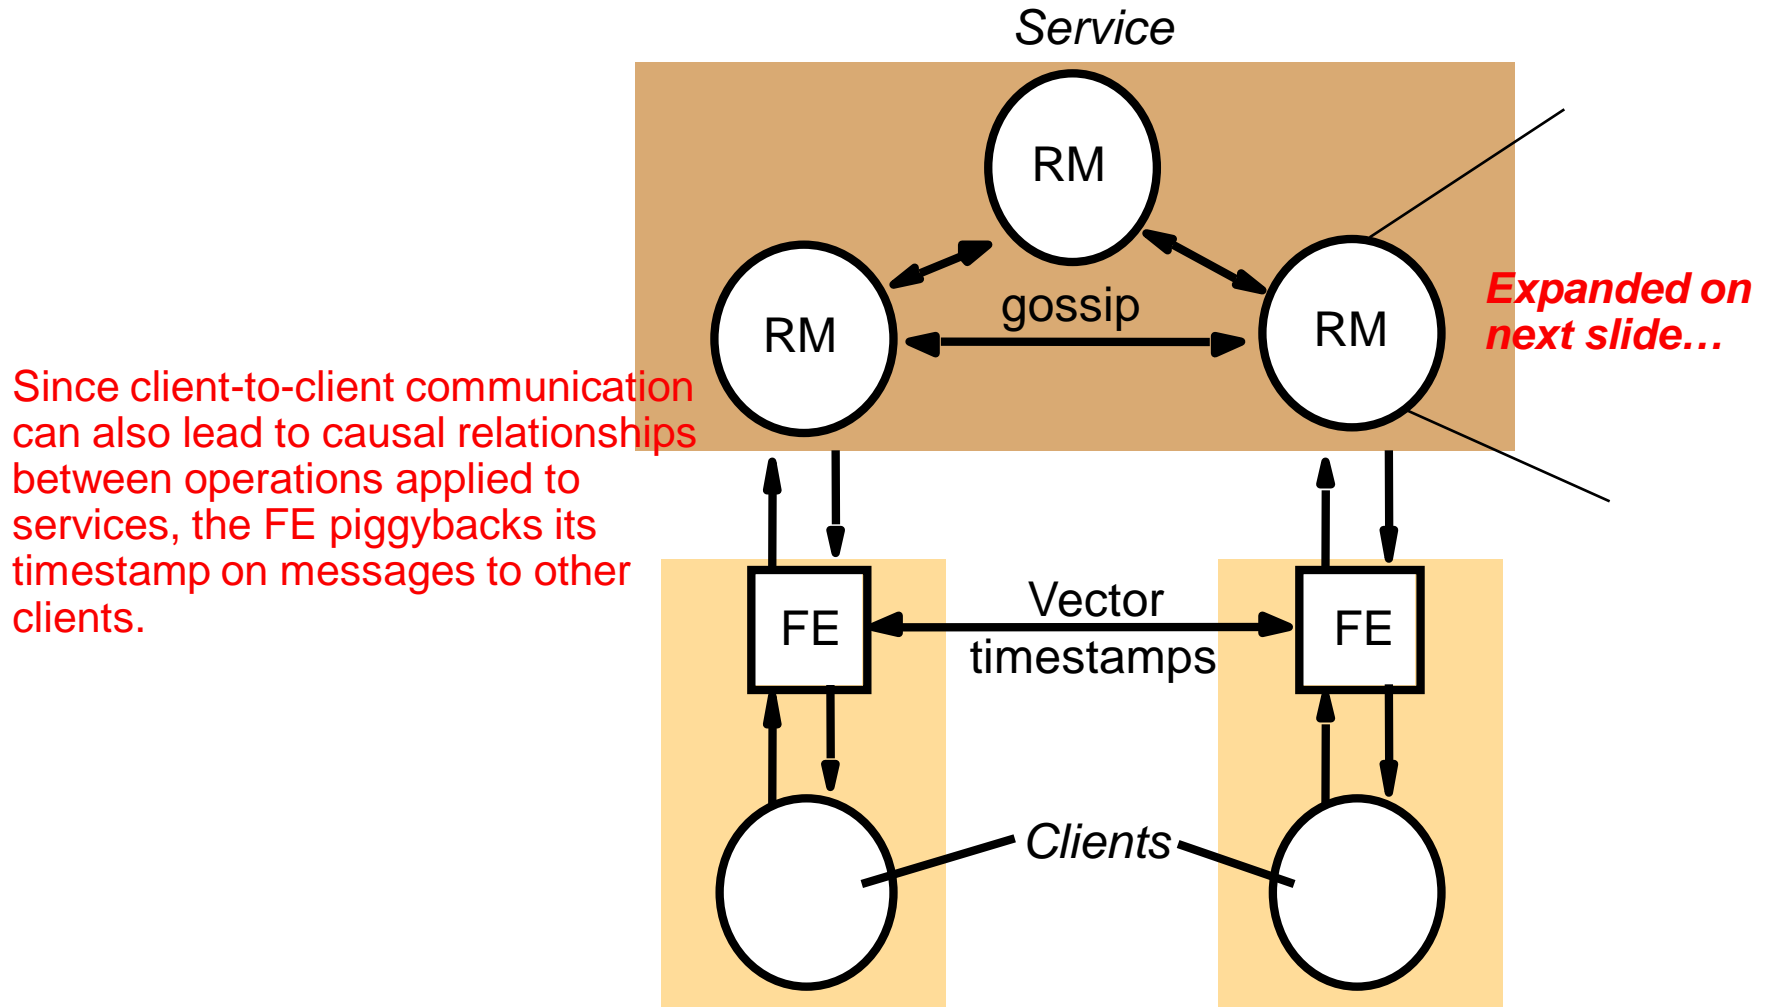 Service
RM
RM
gossip
RM
Expanded on
next slide…
Since client-to-client communication
can also lead to causal relationships
between operations applied to
services, the FE piggybacks its
timestamp on messages to other
clients.
FE
Vector
timestamps
FE
Clients